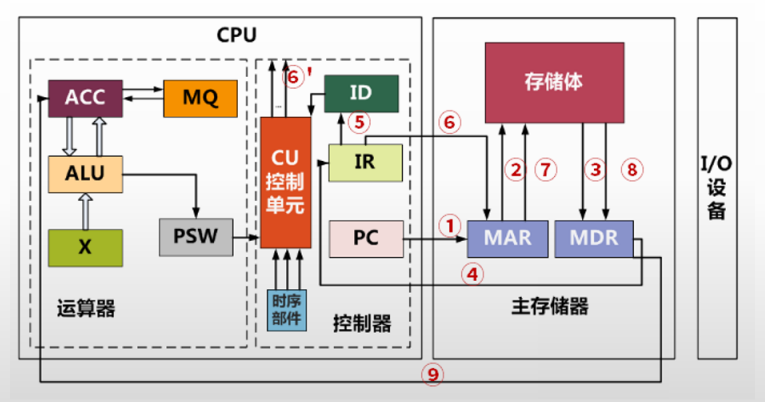 CPU
ACC
MQ
ALU
X
PSW
运算器
⑥'
...
CU
控制
单元
时序
部件
ID
⑤
IR
PC
控制器
⑥
①
④
存储体
②
⑦
③
⑧
MAR
MDR
主存储器
I/O
设
备
⑨